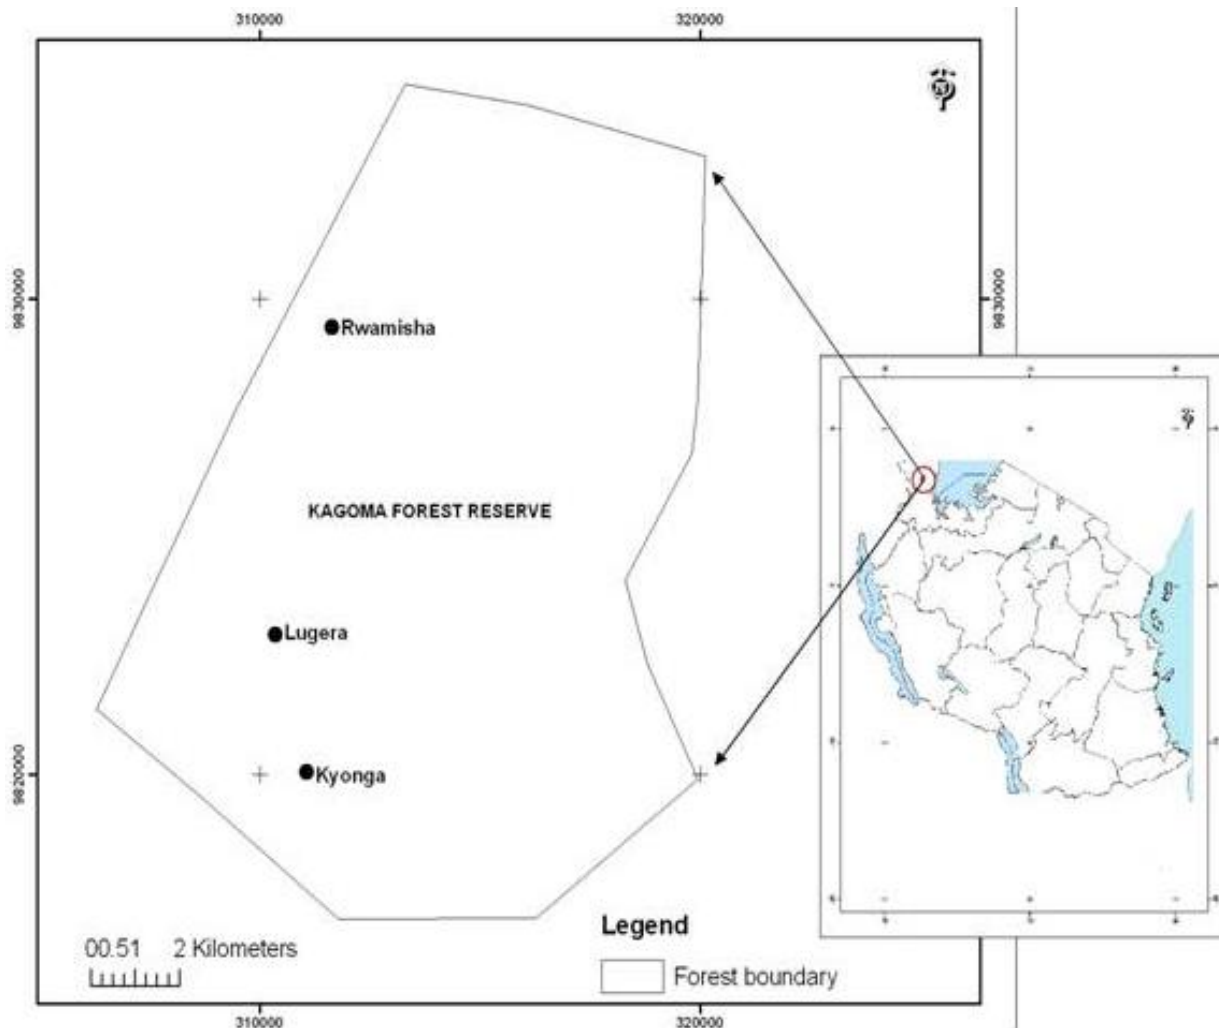 310000 320000
9830000 9830000
Rwamisha
KAGOMA FOREST RESERVE
Lugera
9820000
Kyonga
Legend
00.51 2 Kilometers
Forest boundary
310000 320000